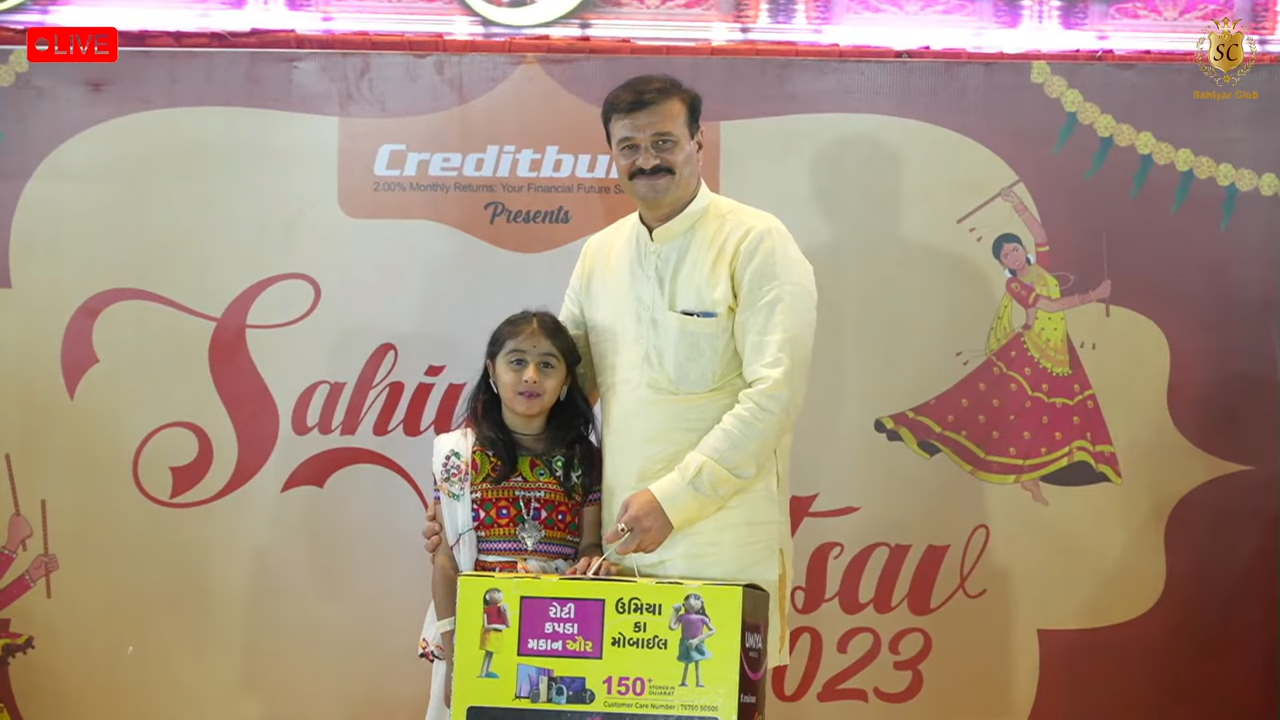 LIVE
SC
Sahiyar Club
Creditbul
2.00% Monthly Returns: Your Financial Future
Presents
Sahiy
tsav
2023
રોટી
કપડા
મકાન ઔર
ઉમિયા
કા
મોબાઈલ
UMIYA
150+
STORES IN
GUJARAT
Customer Care Number : 75750 50505